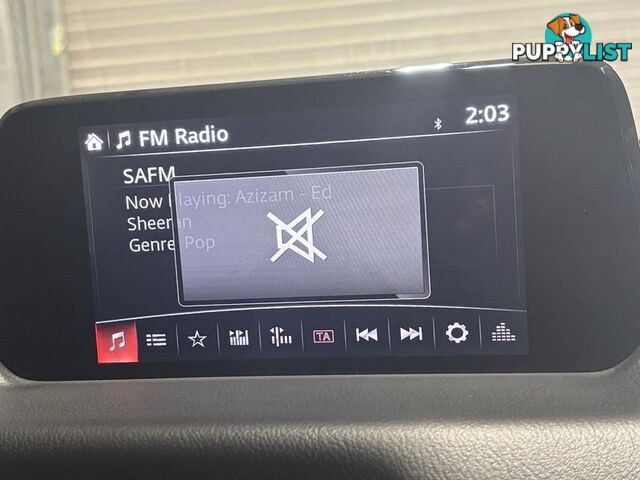 PUPPYLIST
FM Radio
2:03
SAFM
Now Playing: Azizam - Ed
Sheeran
Genre: Pop
TA